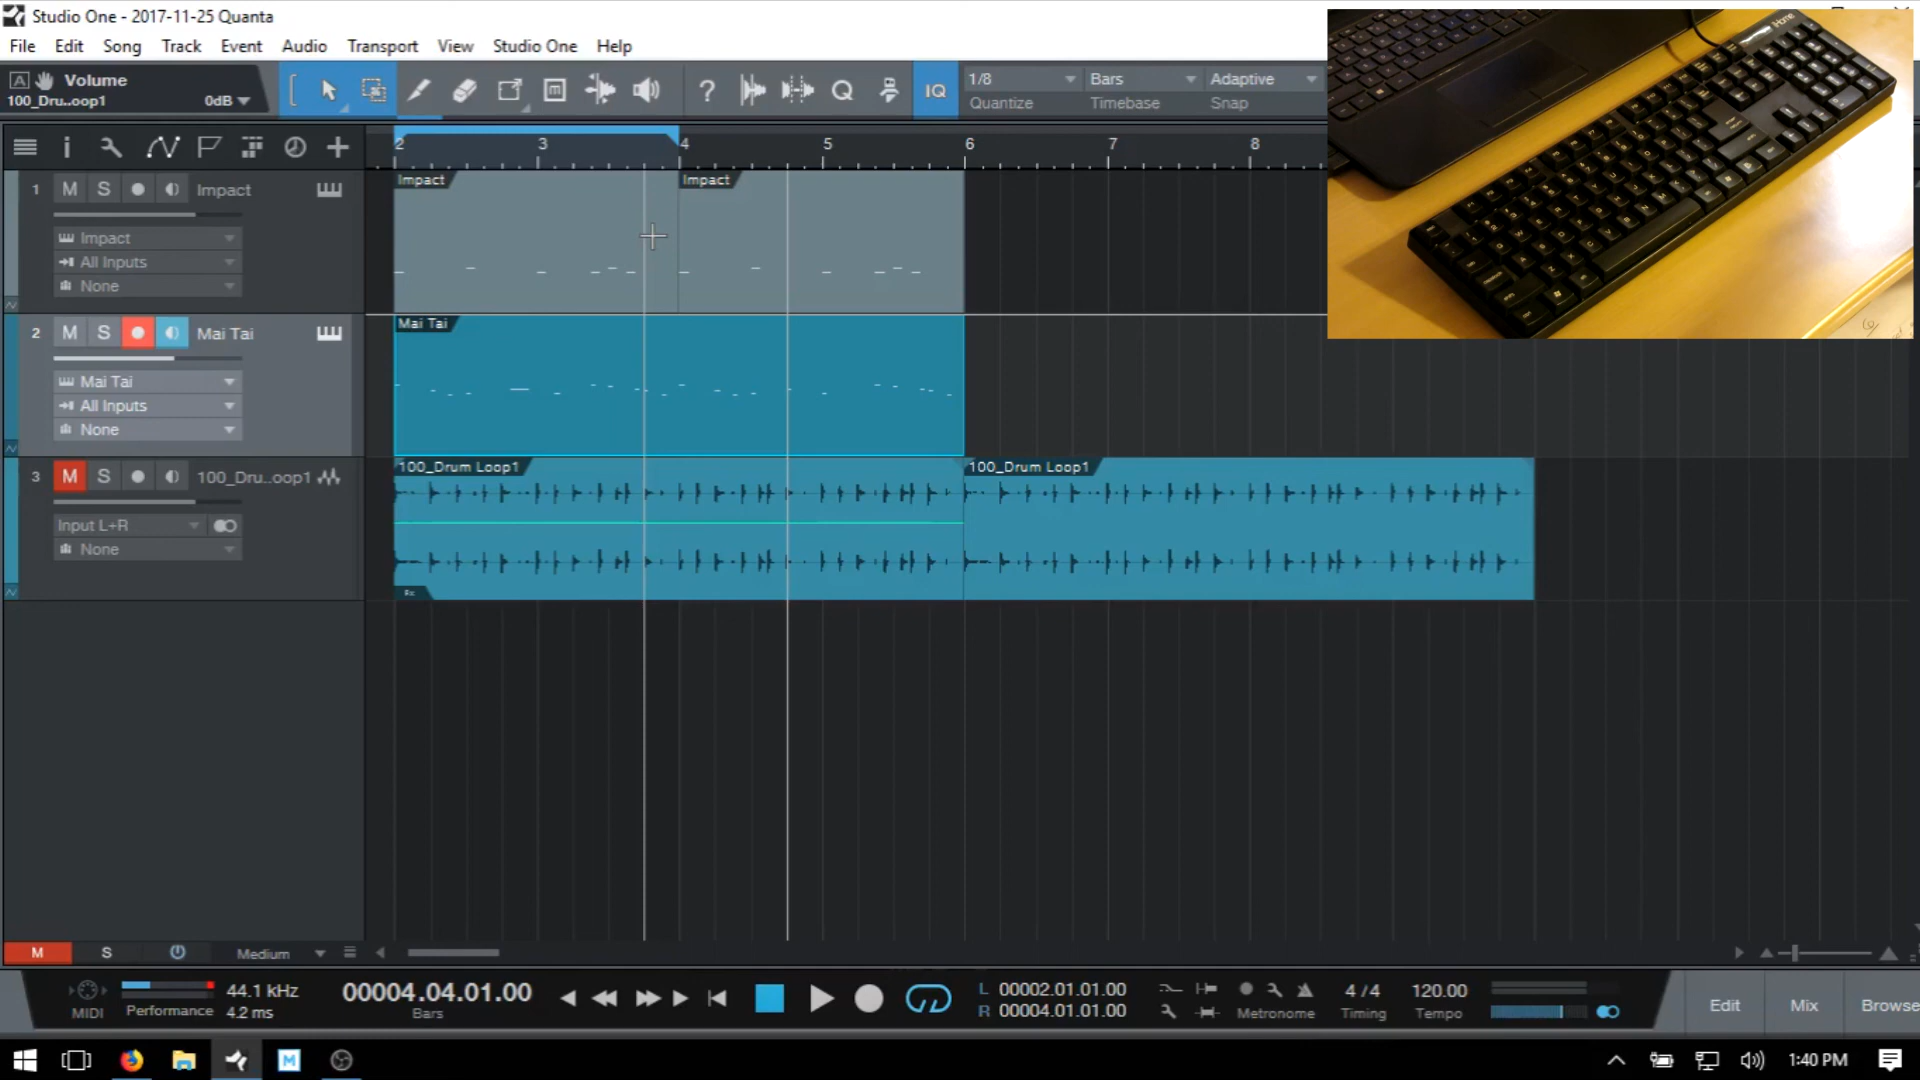 Studio One - 2017-11-25 Quanta
File Edit Song Track Event Audio Transport View Studio One Help
A Volume
100_Dru..oop1 0dB
? Q IQ
1/8 Bars Adaptive
Quantize Timebase Snap
iHome
2 3 4 5 6 7 8
1 M S Impact
Impact
All Inputs
None
Impact Impact
2 M S Mai Tai
Mai Tai
All Inputs
None
Mai Tai
3 M S 100_Dru..oop1
Input L+R
None
100_Drum Loop1 100_Drum Loop1
Fx
M S Medium
MIDI
Performance
44.1 kHz
4.2 ms
00004.04.01.00
Bars
L 00002.01.01.00
R 00004.01.01.00
Metronome
4 / 4
Timing
120.00
Tempo
Edit Mix Browse
M 1:40 PM